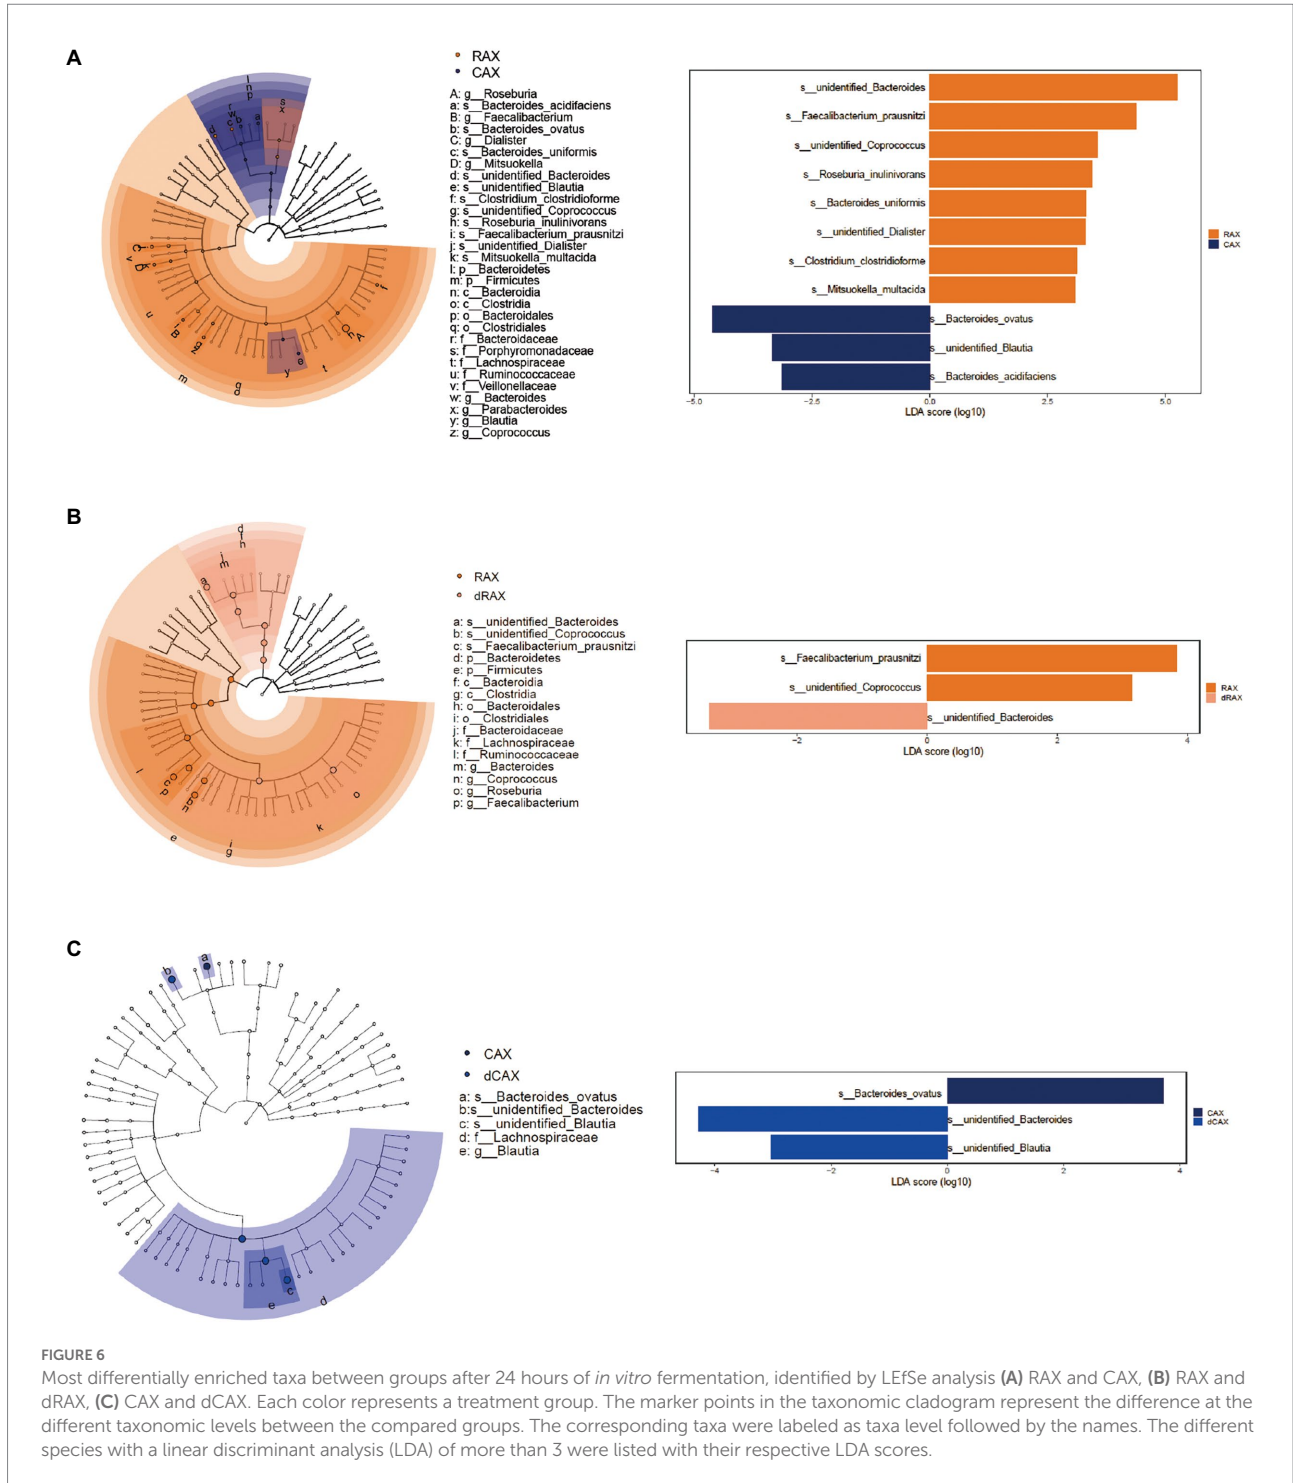 A
RAX
CAX
A: g__Roseburia
a: s__Bacteroides_acidifaciens
B: g__Faecalibacterium
b: s__Bacteroides_ovatus
C: g__Dialister
c: s__Bacteroides_uniformis
D: g__Mitsuokella
d: s__unidentified_Bacteroides
e: s__unidentified_Blautia
f: s__Clostridium_clostridioforme
g: s__unidentified_Coprococcus
h: s__Roseburia_inulinivorans
i: s__Faecalibacterium_prausnitzi
j: s__unidentified_Dialister
k: s__Mitsuokella_multacida
l: p__Bacteroidetes
m: p__Firmicutes
n: c__Bacteroidia
o: c__Clostridia
p: o__Bacteroidales
q: o__Clostridiales
r: f__Bacteroidaceae
s: f__Porphyromonadaceae
t: f__Lachnospiraceae
u: f__Ruminococcaceae
v: f__Veillonellaceae
w: g__Bacteroides
x: g__Parabacteroides
y: g__Blautia
z: g__Coprococcus
s__unidentified_Bacteroides
s__Faecalibacterium_prausnitzi
s__unidentified_Coprococcus
s__Roseburia_inulinivorans
s__Bacteroides_uniformis
s__unidentified_Dialister
s__Clostridium_clostridioforme
s__Mitsuokella_multacida
s__Bacteroides_ovatus
s__unidentified_Blautia
s__Bacteroides_acidifaciens
−5.0 −2.5 0.0 2.5 5.0
LDA score (log10)
RAX
CAX
B
RAX
dRAX
a: s__unidentified_Bacteroides
b: s__unidentified_Coprococcus
c: s__Faecalibacterium_prausnitzi
d: p__Bacteroidetes
e: p__Firmicutes
f: c__Bacteroidia
g: c__Clostridia
h: o__Bacteroidales
i: o__Clostridiales
j: f__Bacteroidaceae
k: f__Lachnospiraceae
l: f__Ruminococcaceae
m: g__Bacteroides
n: g__Coprococcus
o: g__Roseburia
p: g__Faecalibacterium
s__Faecalibacterium_prausnitzi
s__unidentified_Coprococcus
s__unidentified_Bacteroides
−2 0 2 4
LDA score (log10)
RAX
dRAX
C
CAX
dCAX
a: s__Bacteroides_ovatus
b:s__unidentified_Bacteroides
c: s__unidentified_Blautia
d: f__Lachnospiraceae
e: g__Blautia
b
a
c
e
d
s__Bacteroides_ovatus
s__unidentified_Bacteroides
s__unidentified_Blautia
−4 −2 0 2 4
LDA score (log10)
CAX
dCAX
FIGURE 6
Most differentially enriched taxa between groups after 24 hours of in vitro fermentation, identified by LEfSe analysis (A) RAX and CAX, (B) RAX and
dRAX, (C) CAX and dCAX. Each color represents a treatment group. The marker points in the taxonomic cladogram represent the difference at the
different taxonomic levels between the compared groups. The corresponding taxa were labeled as taxa level followed by the names. The different
species with a linear discriminant analysis (LDA) of more than 3 were listed with their respective LDA scores.